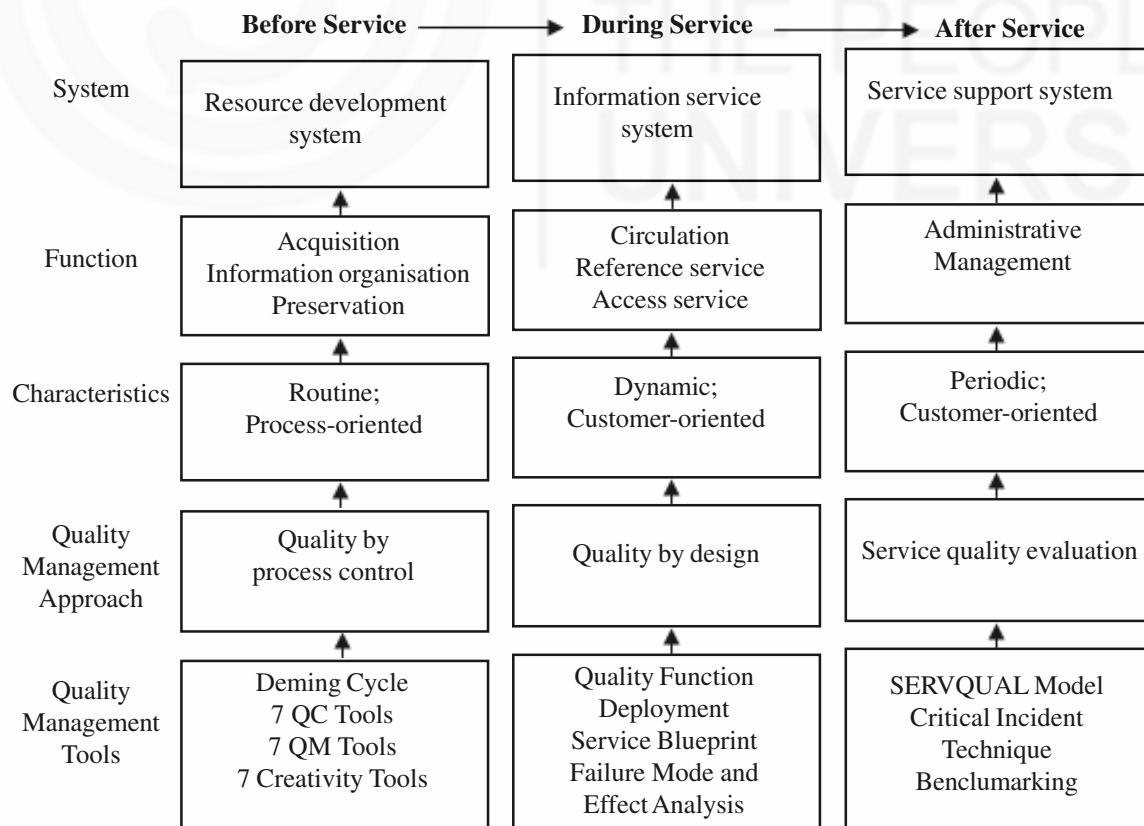 Before Service
During Service
After Service
System
Resource development
system
Information service
system
Service support system
Function
Acquisition
Information organisation
Preservation
Circulation
Reference service
Access service
Administrative
Management
Characteristics
Routine;
Process-oriented
Dynamic;
Customer-oriented
Periodic;
Customer-oriented
Quality
Management
Approach
Quality by
process control
Quality by design
Service quality evaluation
Quality
Management
Tools
Deming Cycle
7 QC Tools
7 QM Tools
7 Creativity Tools
Quality Function
Deployment
Service Blueprint
Failure Mode and
Effect Analysis
SERVQUAL Model
Critical Incident
Technique
Benclumarking
THE PEOPL
UNIVERS